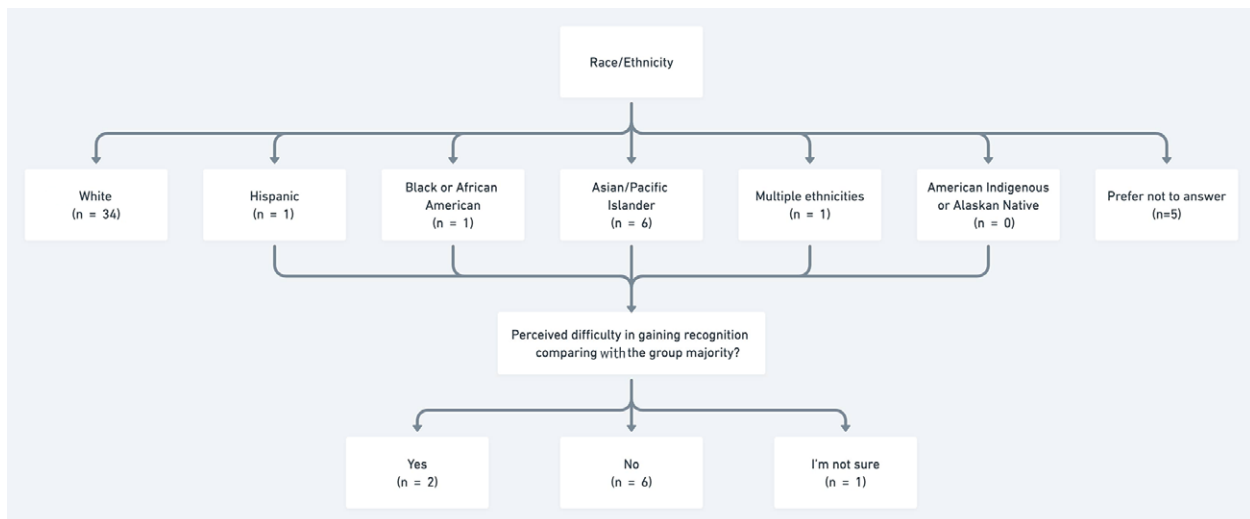 Race/Ethnicity
White
(n = 34)
Hispanic
(n = 1)
Black or African
American
(n = 1)
Asian/Pacific
Islander
(n = 6)
Multiple ethnicities
(n = 1)
American Indigenous
or Alaskan Native
(n = 0)
Prefer not to answer
(n=5)
Perceived difficulty in gaining recognition
comparing with the group majority?
Yes
(n = 2)
No
(n = 6)
I'm not sure
(n = 1)